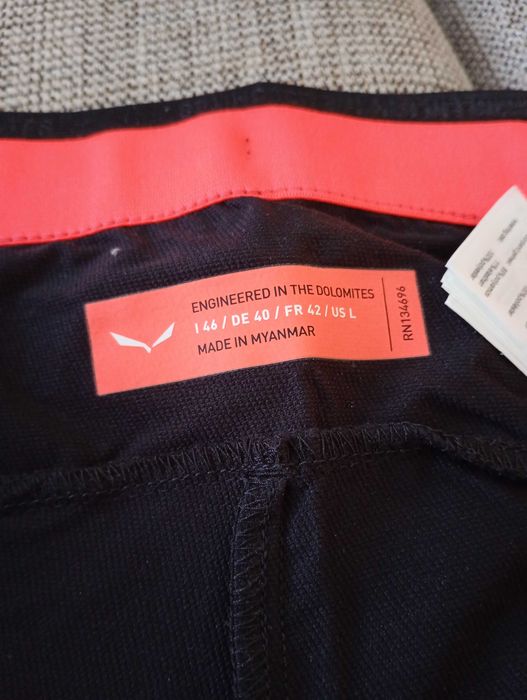 ENGINEERED IN THE DOLOMITES
I 46 / DE 40 / FR 42 / US L
MADE IN MYANMAR
RN134696